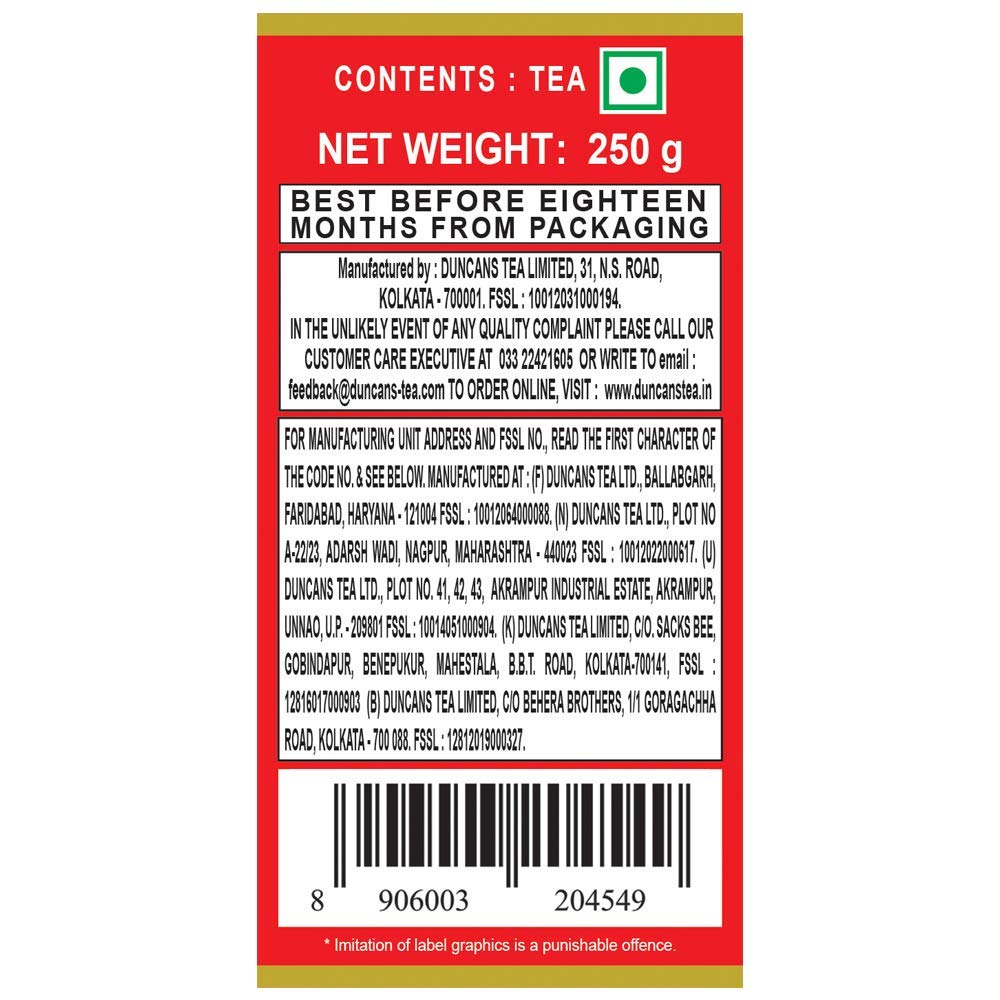 CONTENTS : TEA
NET WEIGHT: 250 g
BEST BEFORE EIGHTEEN
MONTHS FROM PACKAGING
Manufactured by : DUNCANS TEA LIMITED, 31, N.S. ROAD,
KOLKATA - 700001. FSSL : 10012031000194.
IN THE UNLIKELY EVENT OF ANY QUALITY COMPLAINT PLEASE CALL OUR
CUSTOMER CARE EXECUTIVE AT 033 22421605 OR WRITE TO email :
feedback@duncans-tea.com TO ORDER ONLINE, VISIT : www.duncanstea.in
FOR MANUFACTURING UNIT ADDRESS AND FSSL NO., READ THE FIRST CHARACTER OF
THE CODE NO. & SEE BELOW. MANUFACTURED AT : (F) DUNCANS TEA LTD., BALLABGARH,
FARIDABAD, HARYANA - 121004 FSSL : 10012064000088. (N) DUNCANS TEA LTD., PLOT NO
A-22/23, ADARSH WADI, NAGPUR, MAHARASHTRA - 440023 FSSL : 10012022000617. (U)
DUNCANS TEA LTD., PLOT NO. 41, 42, 43, AKRAMPUR INDUSTRIAL ESTATE, AKRAMPUR,
UNNAO, U.P. - 209801 FSSL : 10014051000904. (K) DUNCANS TEA LIMITED, C/O. SACKS BEE,
GOBINDAPUR, BENEPUKUR, MAHESTALA, B.B.T. ROAD, KOLKATA-700141, FSSL :
12816017000903 (B) DUNCANS TEA LIMITED, C/O BEHERA BROTHERS, 1/1 GORAGACHHA
ROAD, KOLKATA - 700 088. FSSL : 12812019000327.
8 906003 204549
* Imitation of label graphics is a punishable offence.